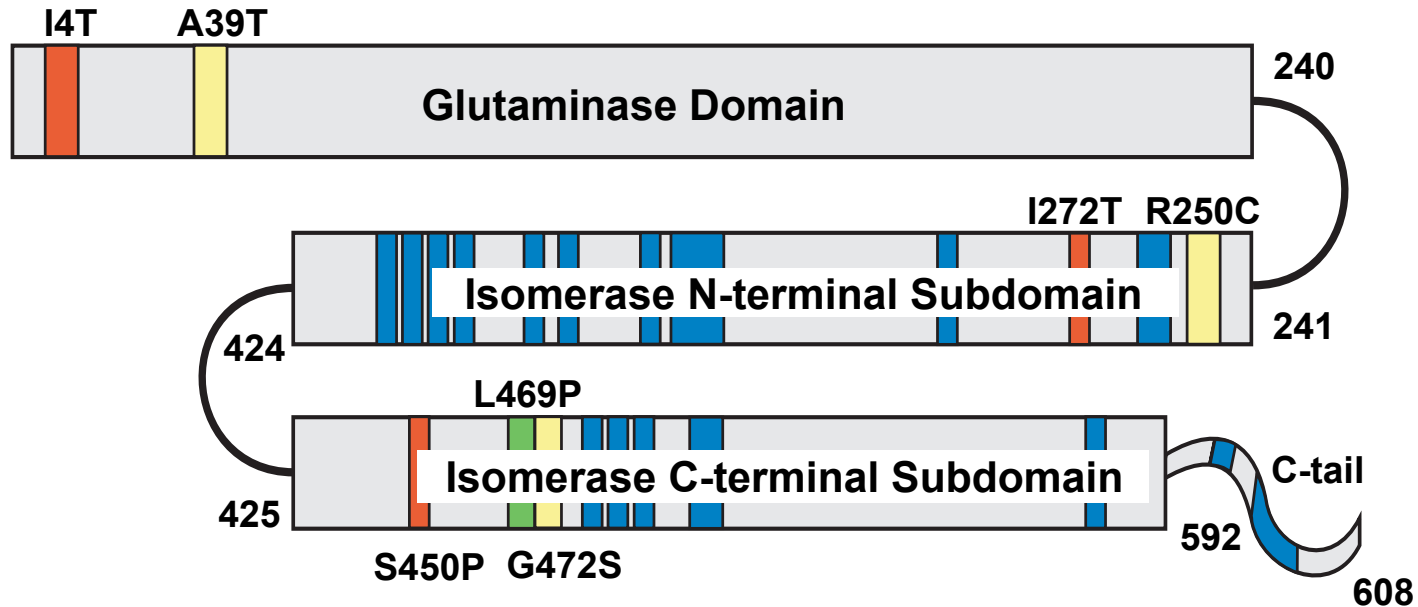 I4T
A39T
Glutaminase Domain
240
I272T
R250C
Isomerase N-terminal Subdomain
241
424
L469P
Isomerase C-terminal Subdomain
C-tail
425
S450P
G472S
592
608